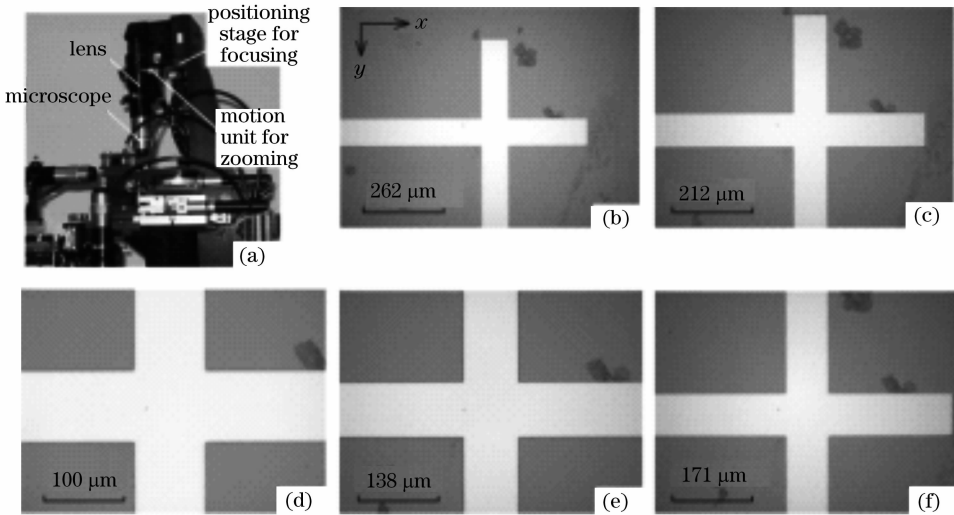 positioning
stage for
focusing
lens
microscope
motion
unit for
zooming
(a)
x
y
262 μm
(b)
212 μm
(c)
100 μm
(d)
138 μm
(e)
171 μm
(f)